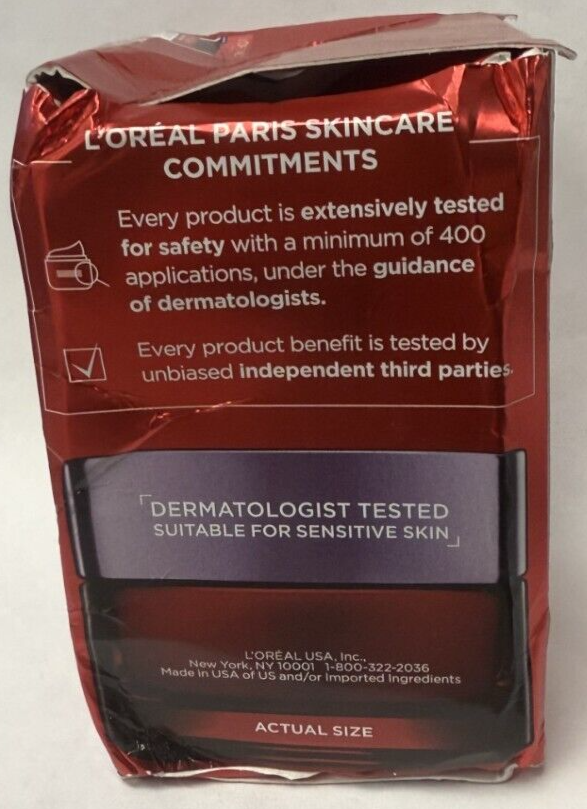 L'ORÉAL PARIS SKINCARE
COMMITMENTS
Every product is extensively tested
for safety with a minimum of 400
applications, under the guidance
of dermatologists.
Every product benefit is tested by
unbiased independent third parties.
DERMATOLOGIST TESTED
SUITABLE FOR SENSITIVE SKIN
L'ORÉAL USA, Inc.,
New York, NY 10001 1-800-322-2036
Made in USA of US and/or Imported Ingredients
ACTUAL SIZE